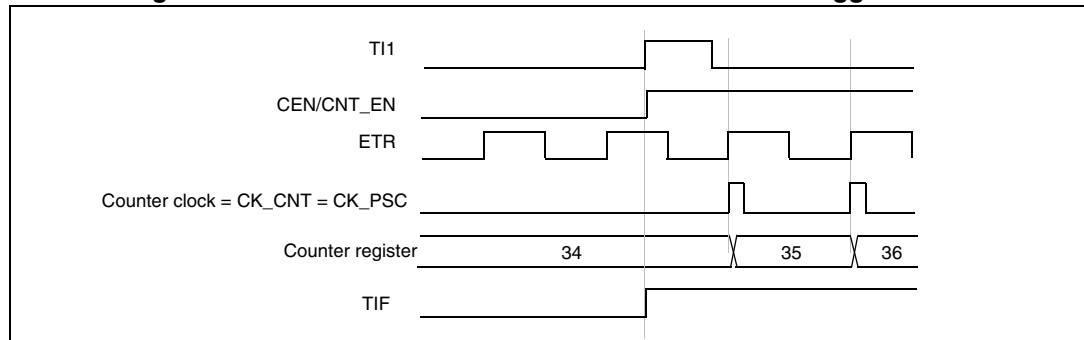 TI1
CEN/CNT_EN
ETR
Counter clock = CK_CNT = CK_PSC
Counter register 34 35 36
TIF